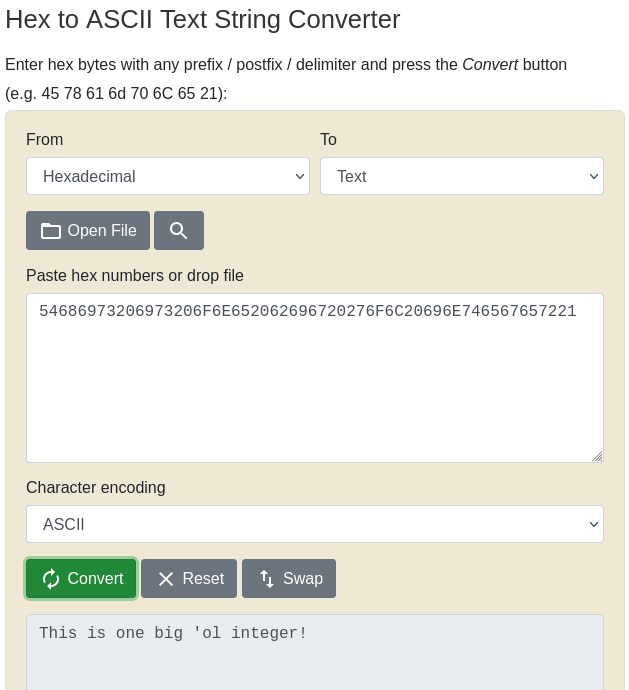 Hex to ASCII Text String Converter
Enter hex bytes with any prefix / postfix / delimiter and press the Convert button
(e.g. 45 78 61 6d 70 6C 65 21):
From To
Hexadecimal Text
Open File
Paste hex numbers or drop file
54686973206973206F6E652062696720276F6C20696E746567657221
Character encoding
ASCII
Convert Reset Swap
This is one big 'ol integer!